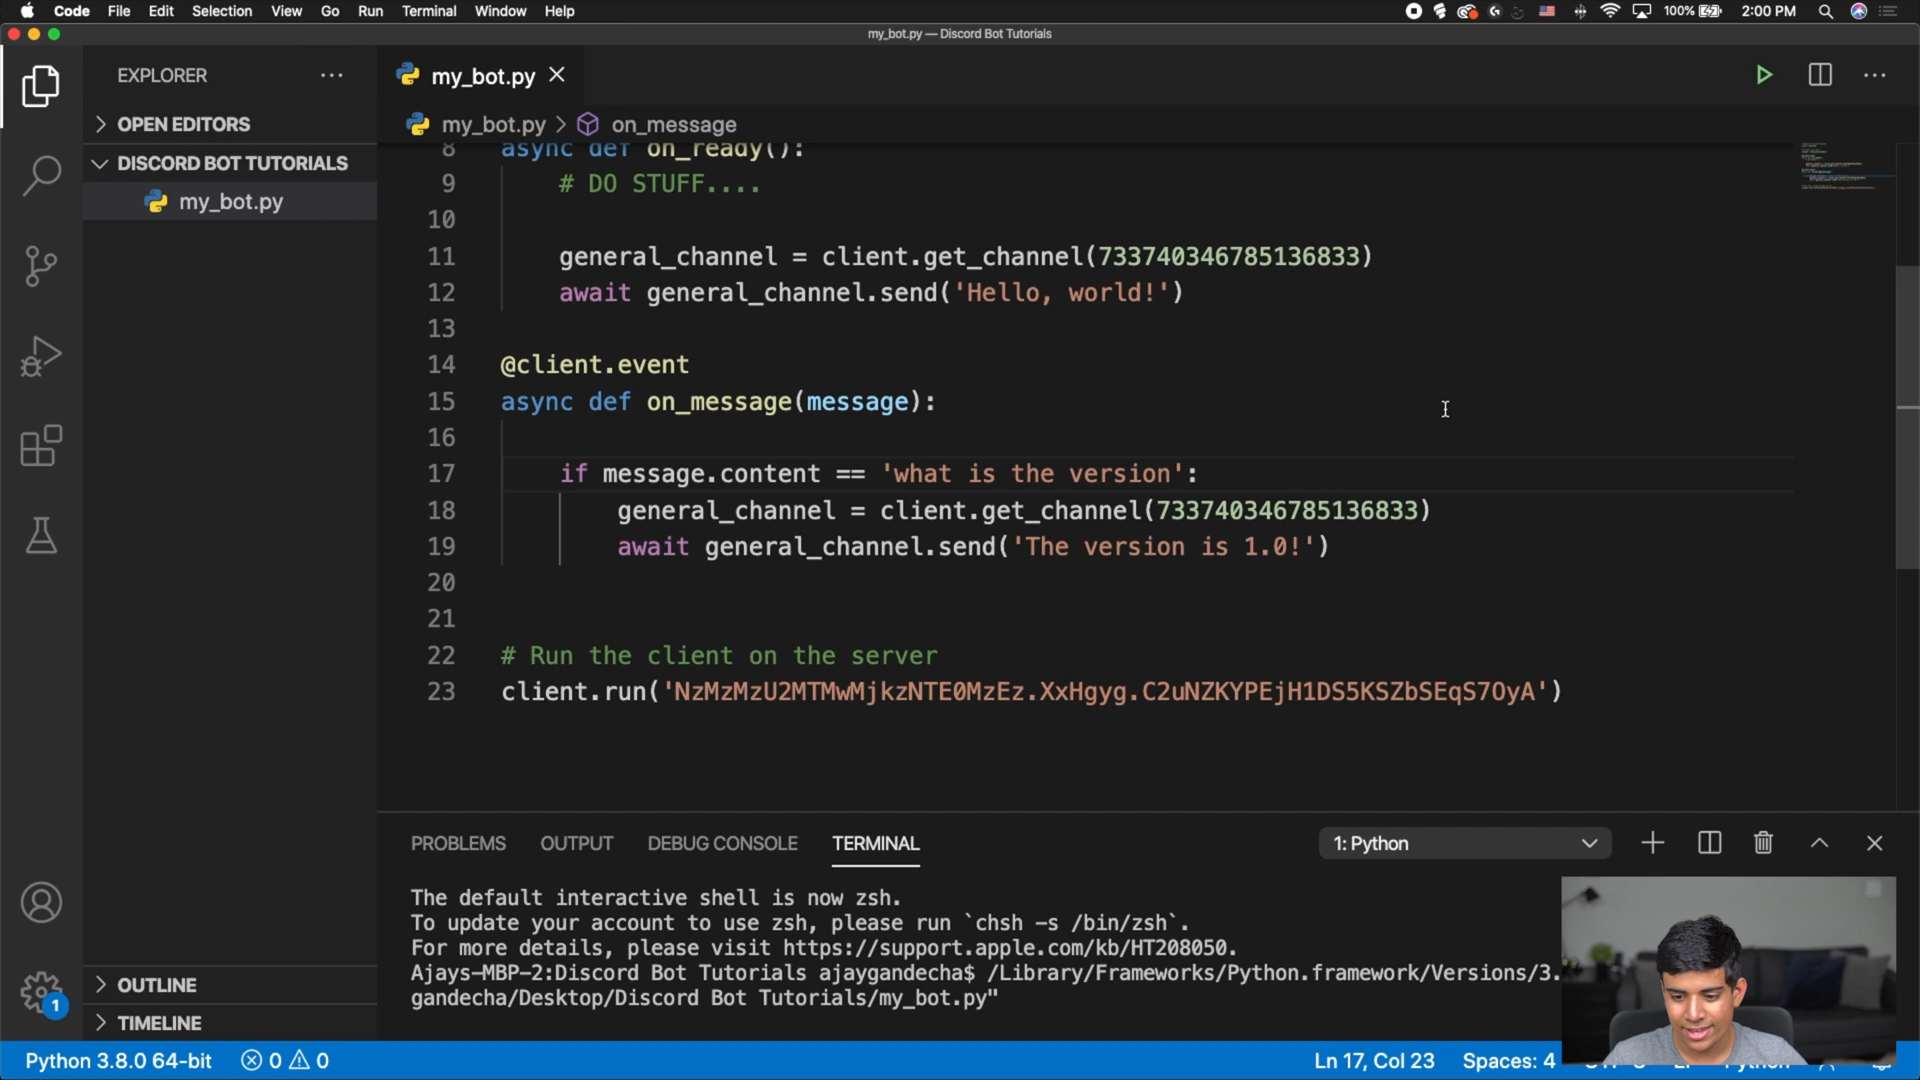 Code File Edit Selection View Go Run Terminal Window Help 100% 2:00 PM
my_bot.py — Discord Bot Tutorials
EXPLORER
my_bot.py
OPEN EDITORS
my_bot.py > on_message
DISCORD BOT TUTORIALS
my_bot.py
8 async def on_ready():
9 # DO STUFF....
10
11 general_channel = client.get_channel(733740346785136833)
12 await general_channel.send('Hello, world!')
13
14 @client.event
15 async def on_message(message):
16
17 if message.content == 'what is the version':
18 general_channel = client.get_channel(733740346785136833)
19 await general_channel.send('The version is 1.0!')
20
21
22 # Run the client on the server
23 client.run('NzMzMzU2MTMwMjkzNTE0MzEz.XxHgyg.C2uNZKYPEjH1DS5KSZbSEqS7OyA')
PROBLEMS OUTPUT DEBUG CONSOLE TERMINAL 1: Python
The default interactive shell is now zsh.
To update your account to use zsh, please run `chsh -s /bin/zsh`.
For more details, please visit https://support.apple.com/kb/HT208050.
Ajays-MBP-2:Discord Bot Tutorials ajaygandecha$ /Library/Frameworks/Python.framework/Versions/3.
gandecha/Desktop/Discord Bot Tutorials/my_bot.py"
OUTLINE
1
TIMELINE
Python 3.8.0 64-bit 0 0 Ln 17, Col 23 Spaces: 4